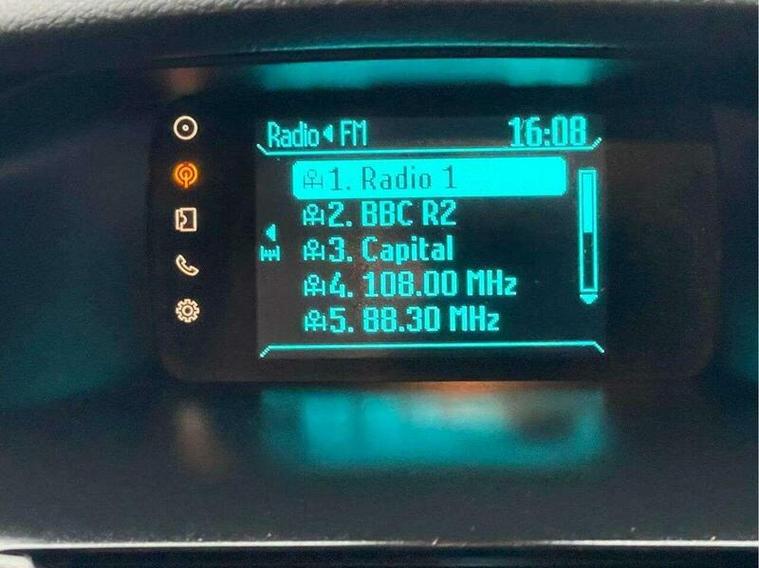 Radio FM 16:08
1. Radio 1
2. BBC R2
3. Capital
4. 108.00 MHz
5. 88.30 MHz